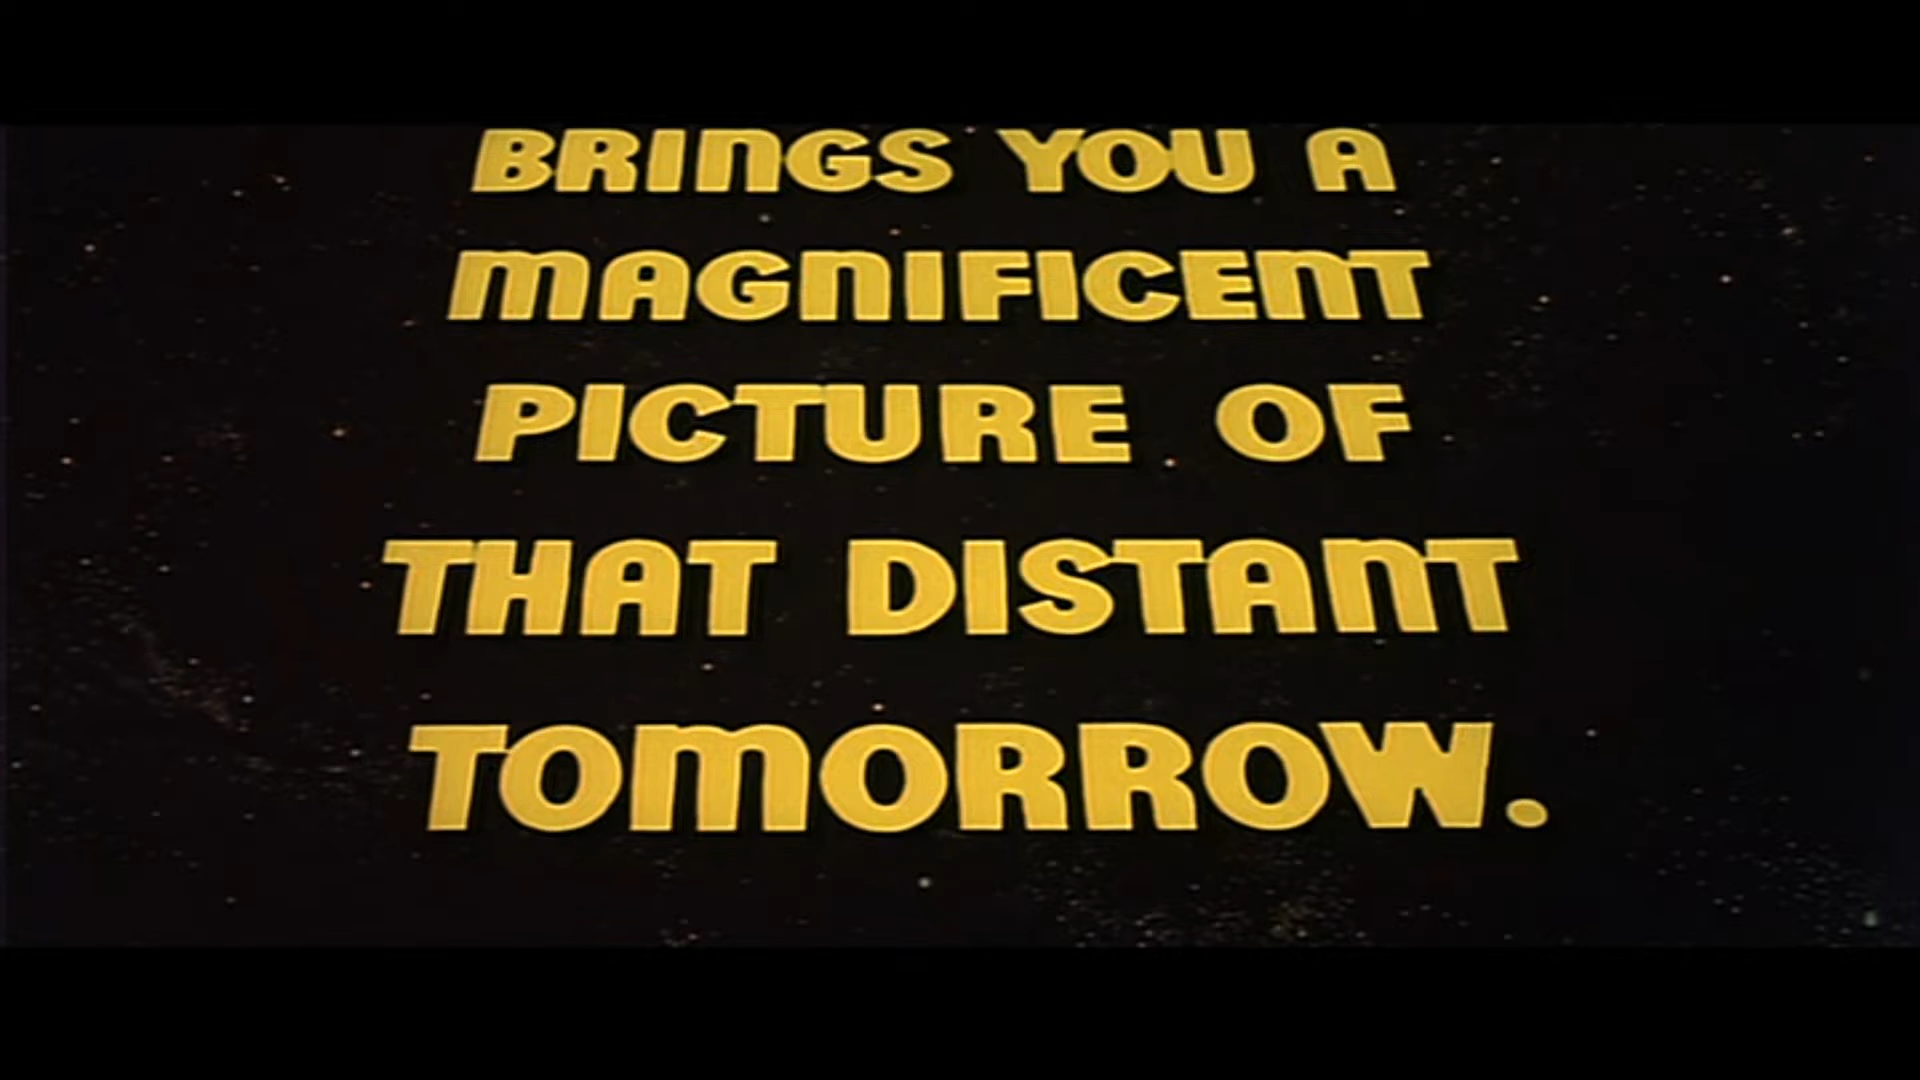 BRINGS YOU A
MAGNIFICENT
PICTURE OF
THAT DISTANT
TOMORROW.